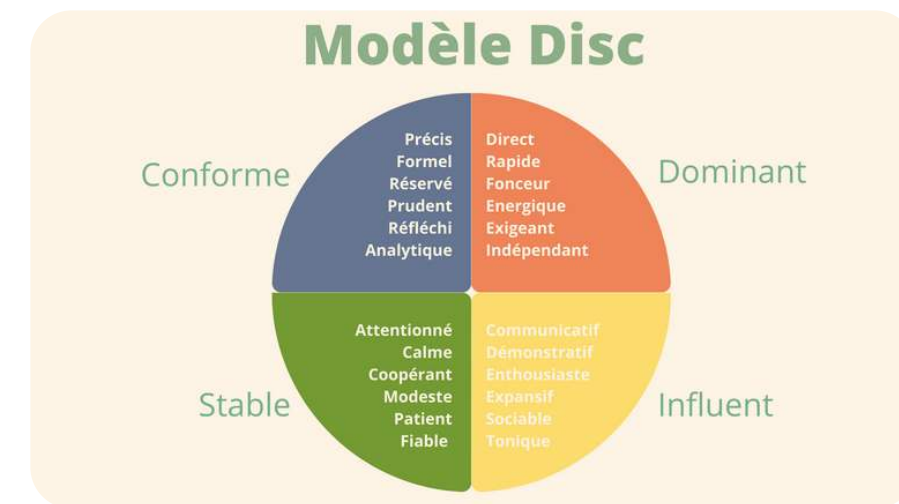 Modèle Disc
Conforme
Précis
Formel
Réservé
Prudent
Réfléchi
Analytique
Direct
Rapide
Fonceur
Energique
Exigeant
Indépendant
Dominant
Stable
Attentionné
Calme
Coopérant
Modeste
Patient
Fiable
Communicatif
Démonstratif
Enthousiaste
Expansif
Sociable
Tonique
Influent